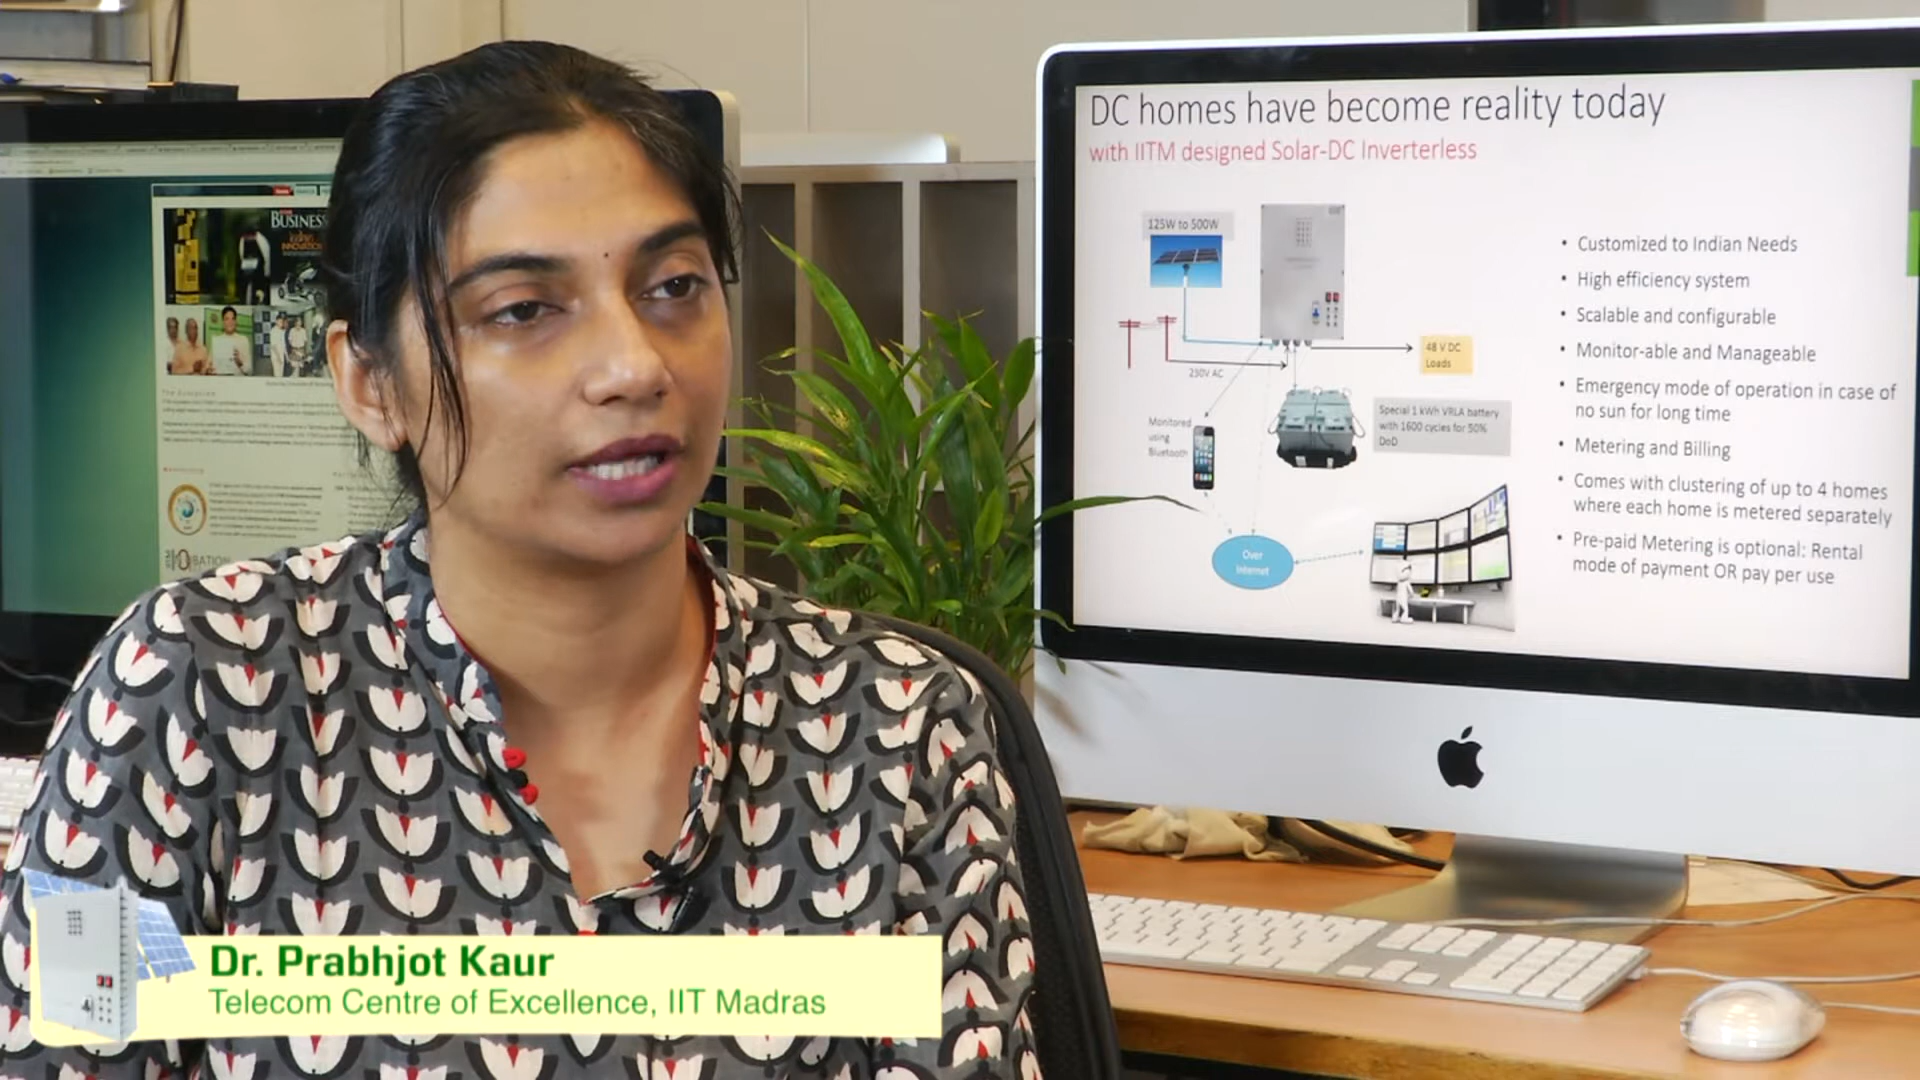 DC homes have become reality today
with IITM designed Solar-DC Inverterless
125W to 500W
230V AC
48 V DC
Loads
Special 1 kWh VRLA battery
with 1600 cycles for 50%
DoD
Monitored
using
Bluetooth
Over
Internet
• Customized to Indian Needs
• High efficiency system
• Scalable and configurable
• Monitor-able and Manageable
• Emergency mode of operation in case of
no sun for long time
• Metering and Billing
• Comes with clustering of up to 4 homes
where each home is metered separately
• Pre-paid Metering is optional: Rental
mode of payment OR pay per use
BUSINESS
INNOVATION
Dr. Prabhjot Kaur
Telecom Centre of Excellence, IIT Madras